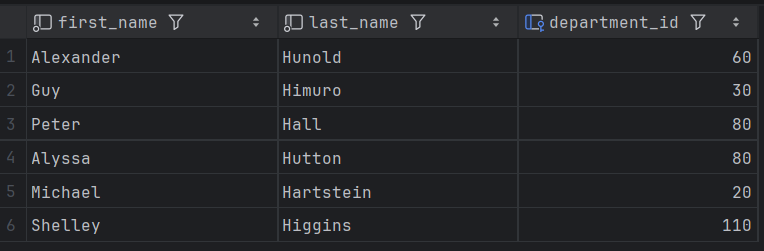 first_name last_name department_id
1 Alexander Hunold 60
2 Guy Himuro 30
3 Peter Hall 80
4 Alyssa Hutton 80
5 Michael Hartstein 20
6 Shelley Higgins 110